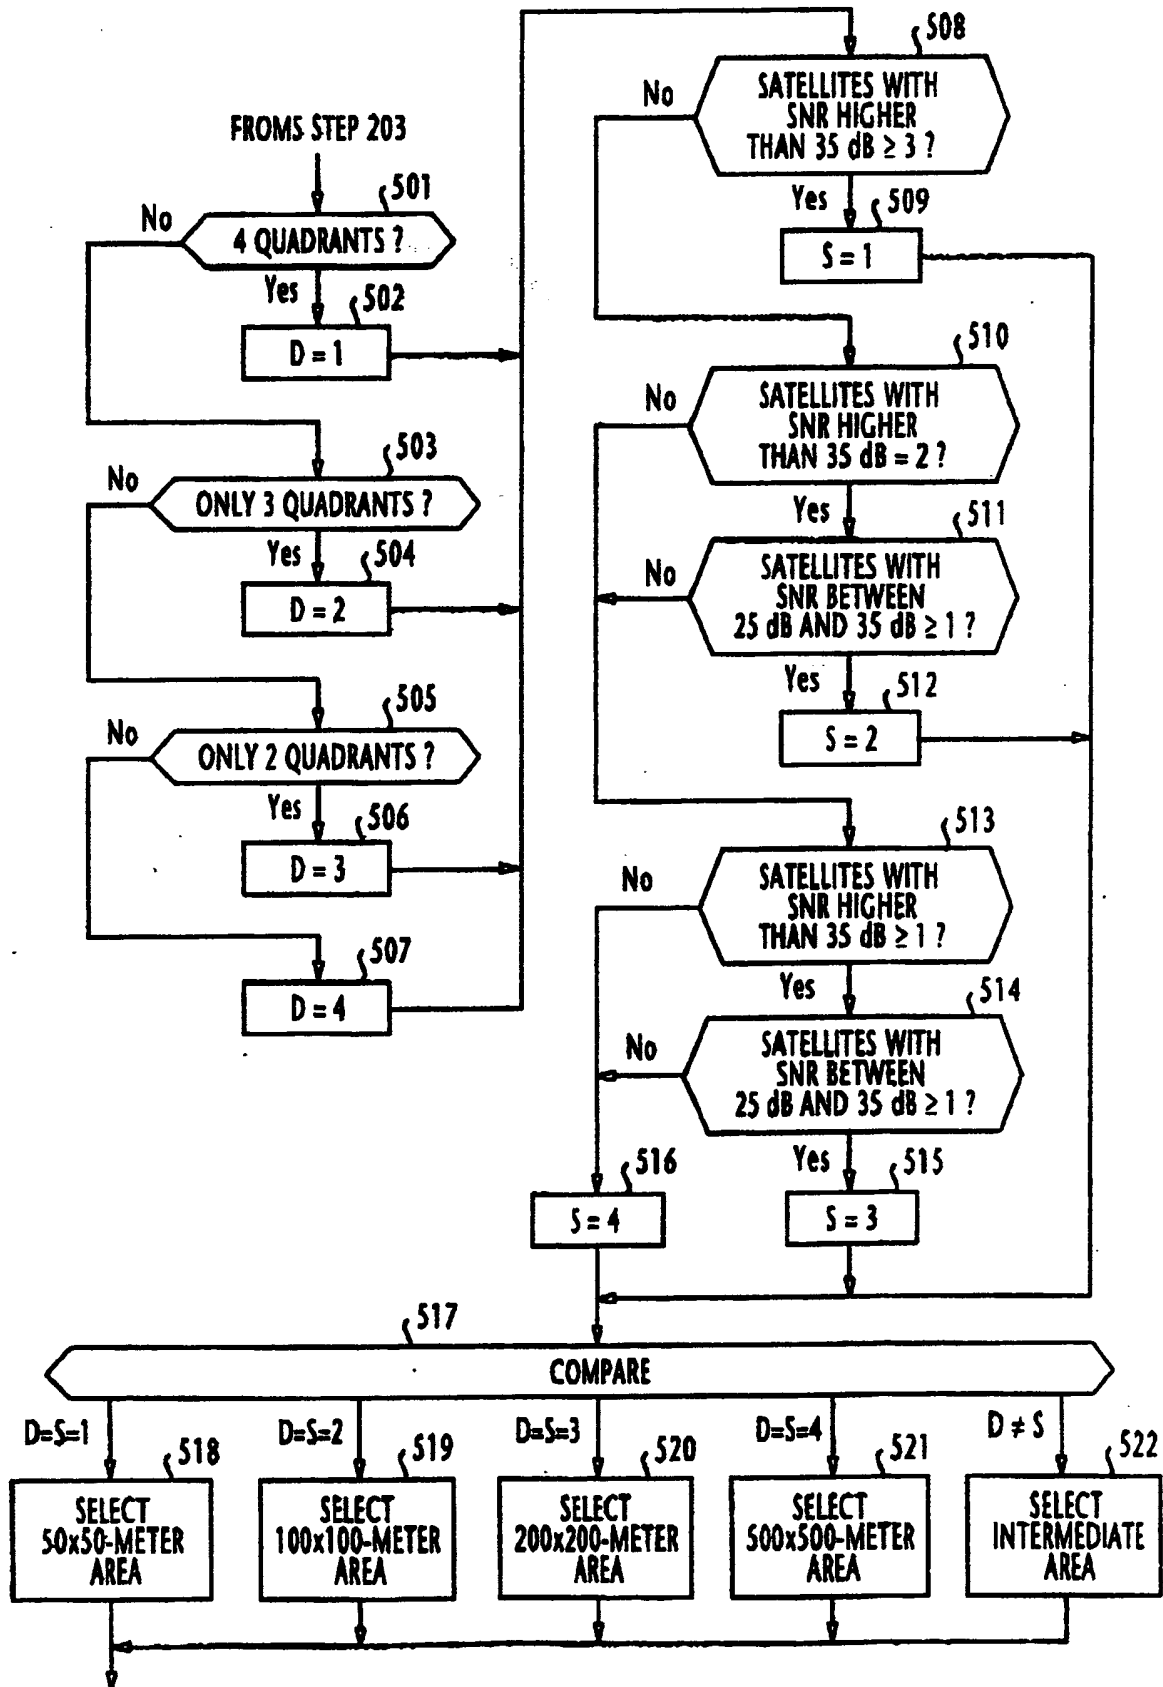 FROMS STEP 203
501
4 QUADRANTS ?
No
Yes
502
D = 1
503
ONLY 3 QUADRANTS ?
No
Yes
504
D = 2
505
ONLY 2 QUADRANTS ?
No
Yes
506
D = 3
507
D = 4
508
SATELLITES WITH
SNR HIGHER
THAN 35 dB ≥ 3 ?
No
Yes
509
S = 1
510
SATELLITES WITH
SNR HIGHER
THAN 35 dB = 2 ?
No
Yes
511
SATELLITES WITH
SNR BETWEEN
25 dB AND 35 dB ≥ 1 ?
No
Yes
512
S = 2
513
SATELLITES WITH
SNR HIGHER
THAN 35 dB ≥ 1 ?
No
Yes
514
SATELLITES WITH
SNR BETWEEN
25 dB AND 35 dB ≥ 1 ?
No
Yes
515
S = 3
516
S = 4
517
COMPARE
D=S=1
518
SELECT
50x50-METER
AREA
D=S=2
519
SELECT
100x100-METER
AREA
D=S=3
520
SELECT
200x200-METER
AREA
D=S=4
521
SELECT
500x500-METER
AREA
D ≠ S
522
SELECT
INTERMEDIATE
AREA